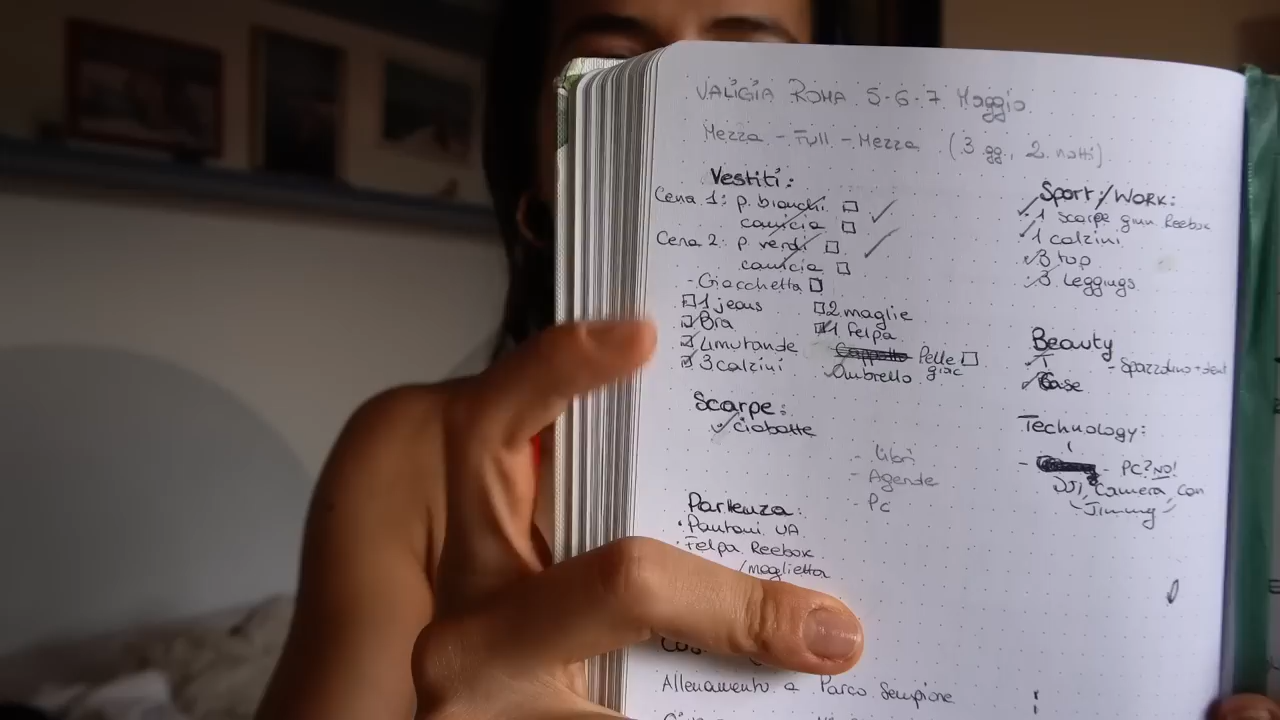 VALIGIA ROMA 5-6-7 Maggio
Mezza - Full - Mezza (3 gg., 2 notti)
Vestiti:
Cena 1: p. bianchi
camicia
Cena 2: p verdi
camicia
- Giacchetta
1 jeans
2 maglie
Bra
1 felpa
4 mutande
Cappello Pelle
giac
3 calzini
Ombrello
Scarpe:
ciabatte
- libri
- Agende
- Pc
Partenza:
Pantoni UA
Felpa Reebok
/maglietta
Allenamento a Parco Sempione
Sport/WORK:
1 scarpe gym Reebok
1 calzini
3 top
3 Leggings
Beauty
- Spazzolino + dent
Base
Technology:
- PC? NO!
DJI, Camera Can
- Jimmy